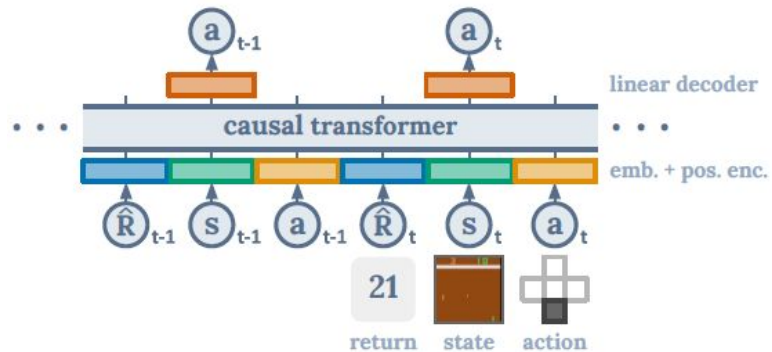 a t-1 a t
linear decoder
• • • causal transformer • • •
emb. + pos. enc.
R̂ t-1 s t-1 a t-1 R̂ t s t a t
21
return state action